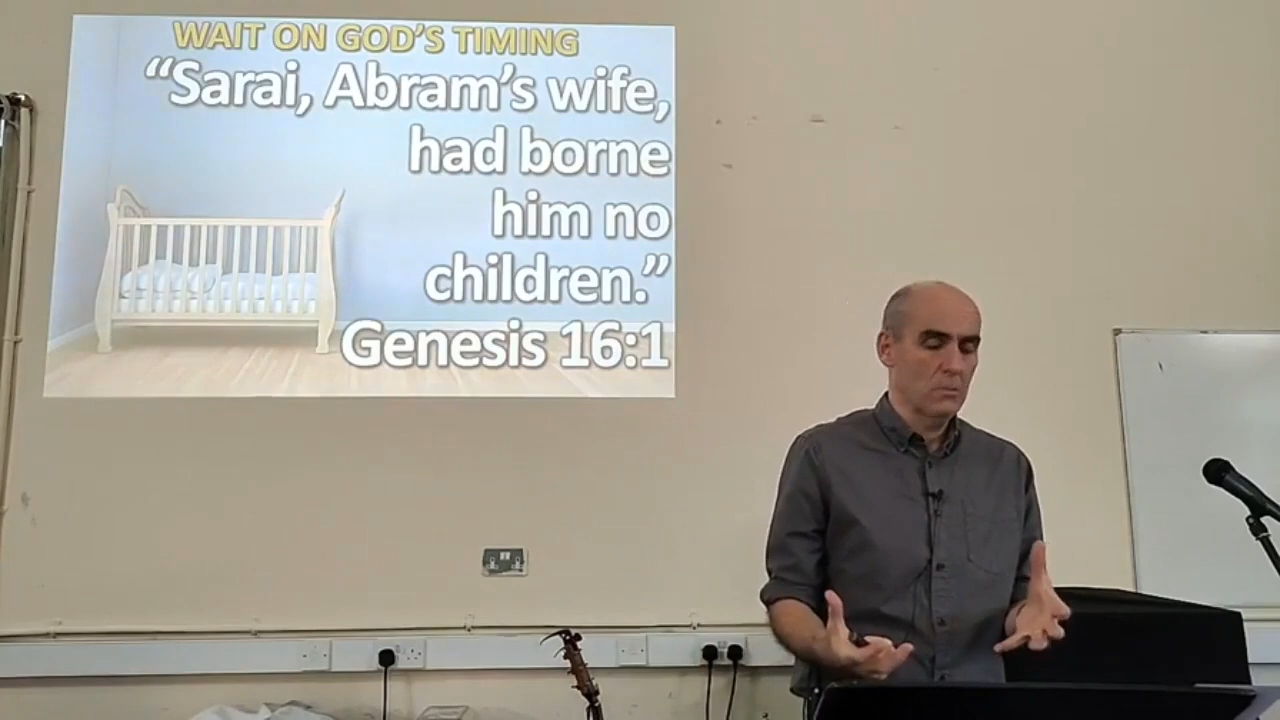 WAIT ON GOD'S TIMING
“Sarai, Abram’s wife,
had borne
him no
children.”
Genesis 16:1